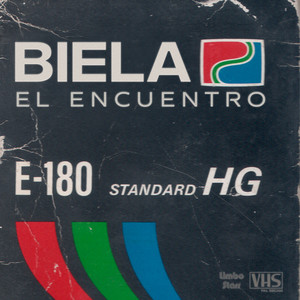 BIELA
EL ENCUENTRO
E-180 STANDARD HG
Limbo
Starr
VHS